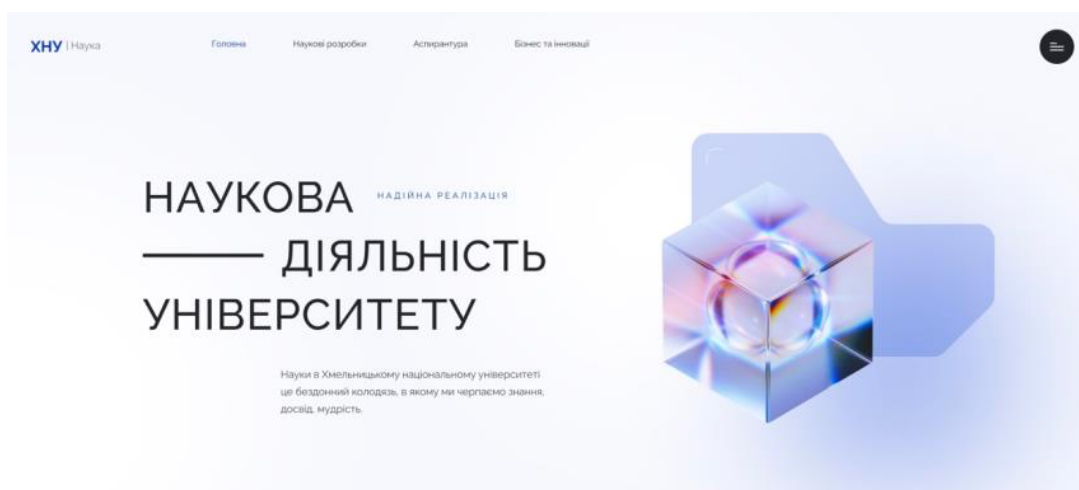 ХНУ | Наука
Головна
Наукові розробки
Аспирантура
Бізнес та інновації
НАУКОВА
НАДІЙНА РЕАЛІЗАЦІЯ
ДІЯЛЬНІСТЬ
УНІВЕРСИТЕТУ
Науки в Хмельницькому національному університеті
це бездонний колодязь, в якому ми черпаємо знання,
досвід, мудрість.